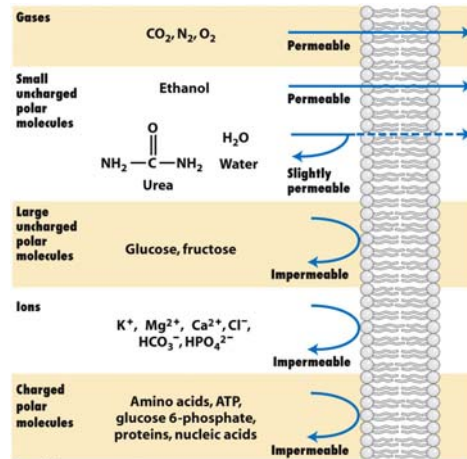 Gases
CO₂, N₂, O₂
Permeable
Small
uncharged
polar
molecules
Ethanol
Permeable
O
||
NH₂—C—NH₂
Urea
H₂O
Water
Slightly
permeable
Large
uncharged
polar
molecules
Glucose, fructose
Impermeable
Ions
K⁺, Mg²⁺, Ca²⁺, Cl⁻,
HCO₃⁻, HPO₄²⁻
Impermeable
Charged
polar
molecules
Amino acids, ATP,
glucose 6-phosphate,
proteins, nucleic acids
Impermeable